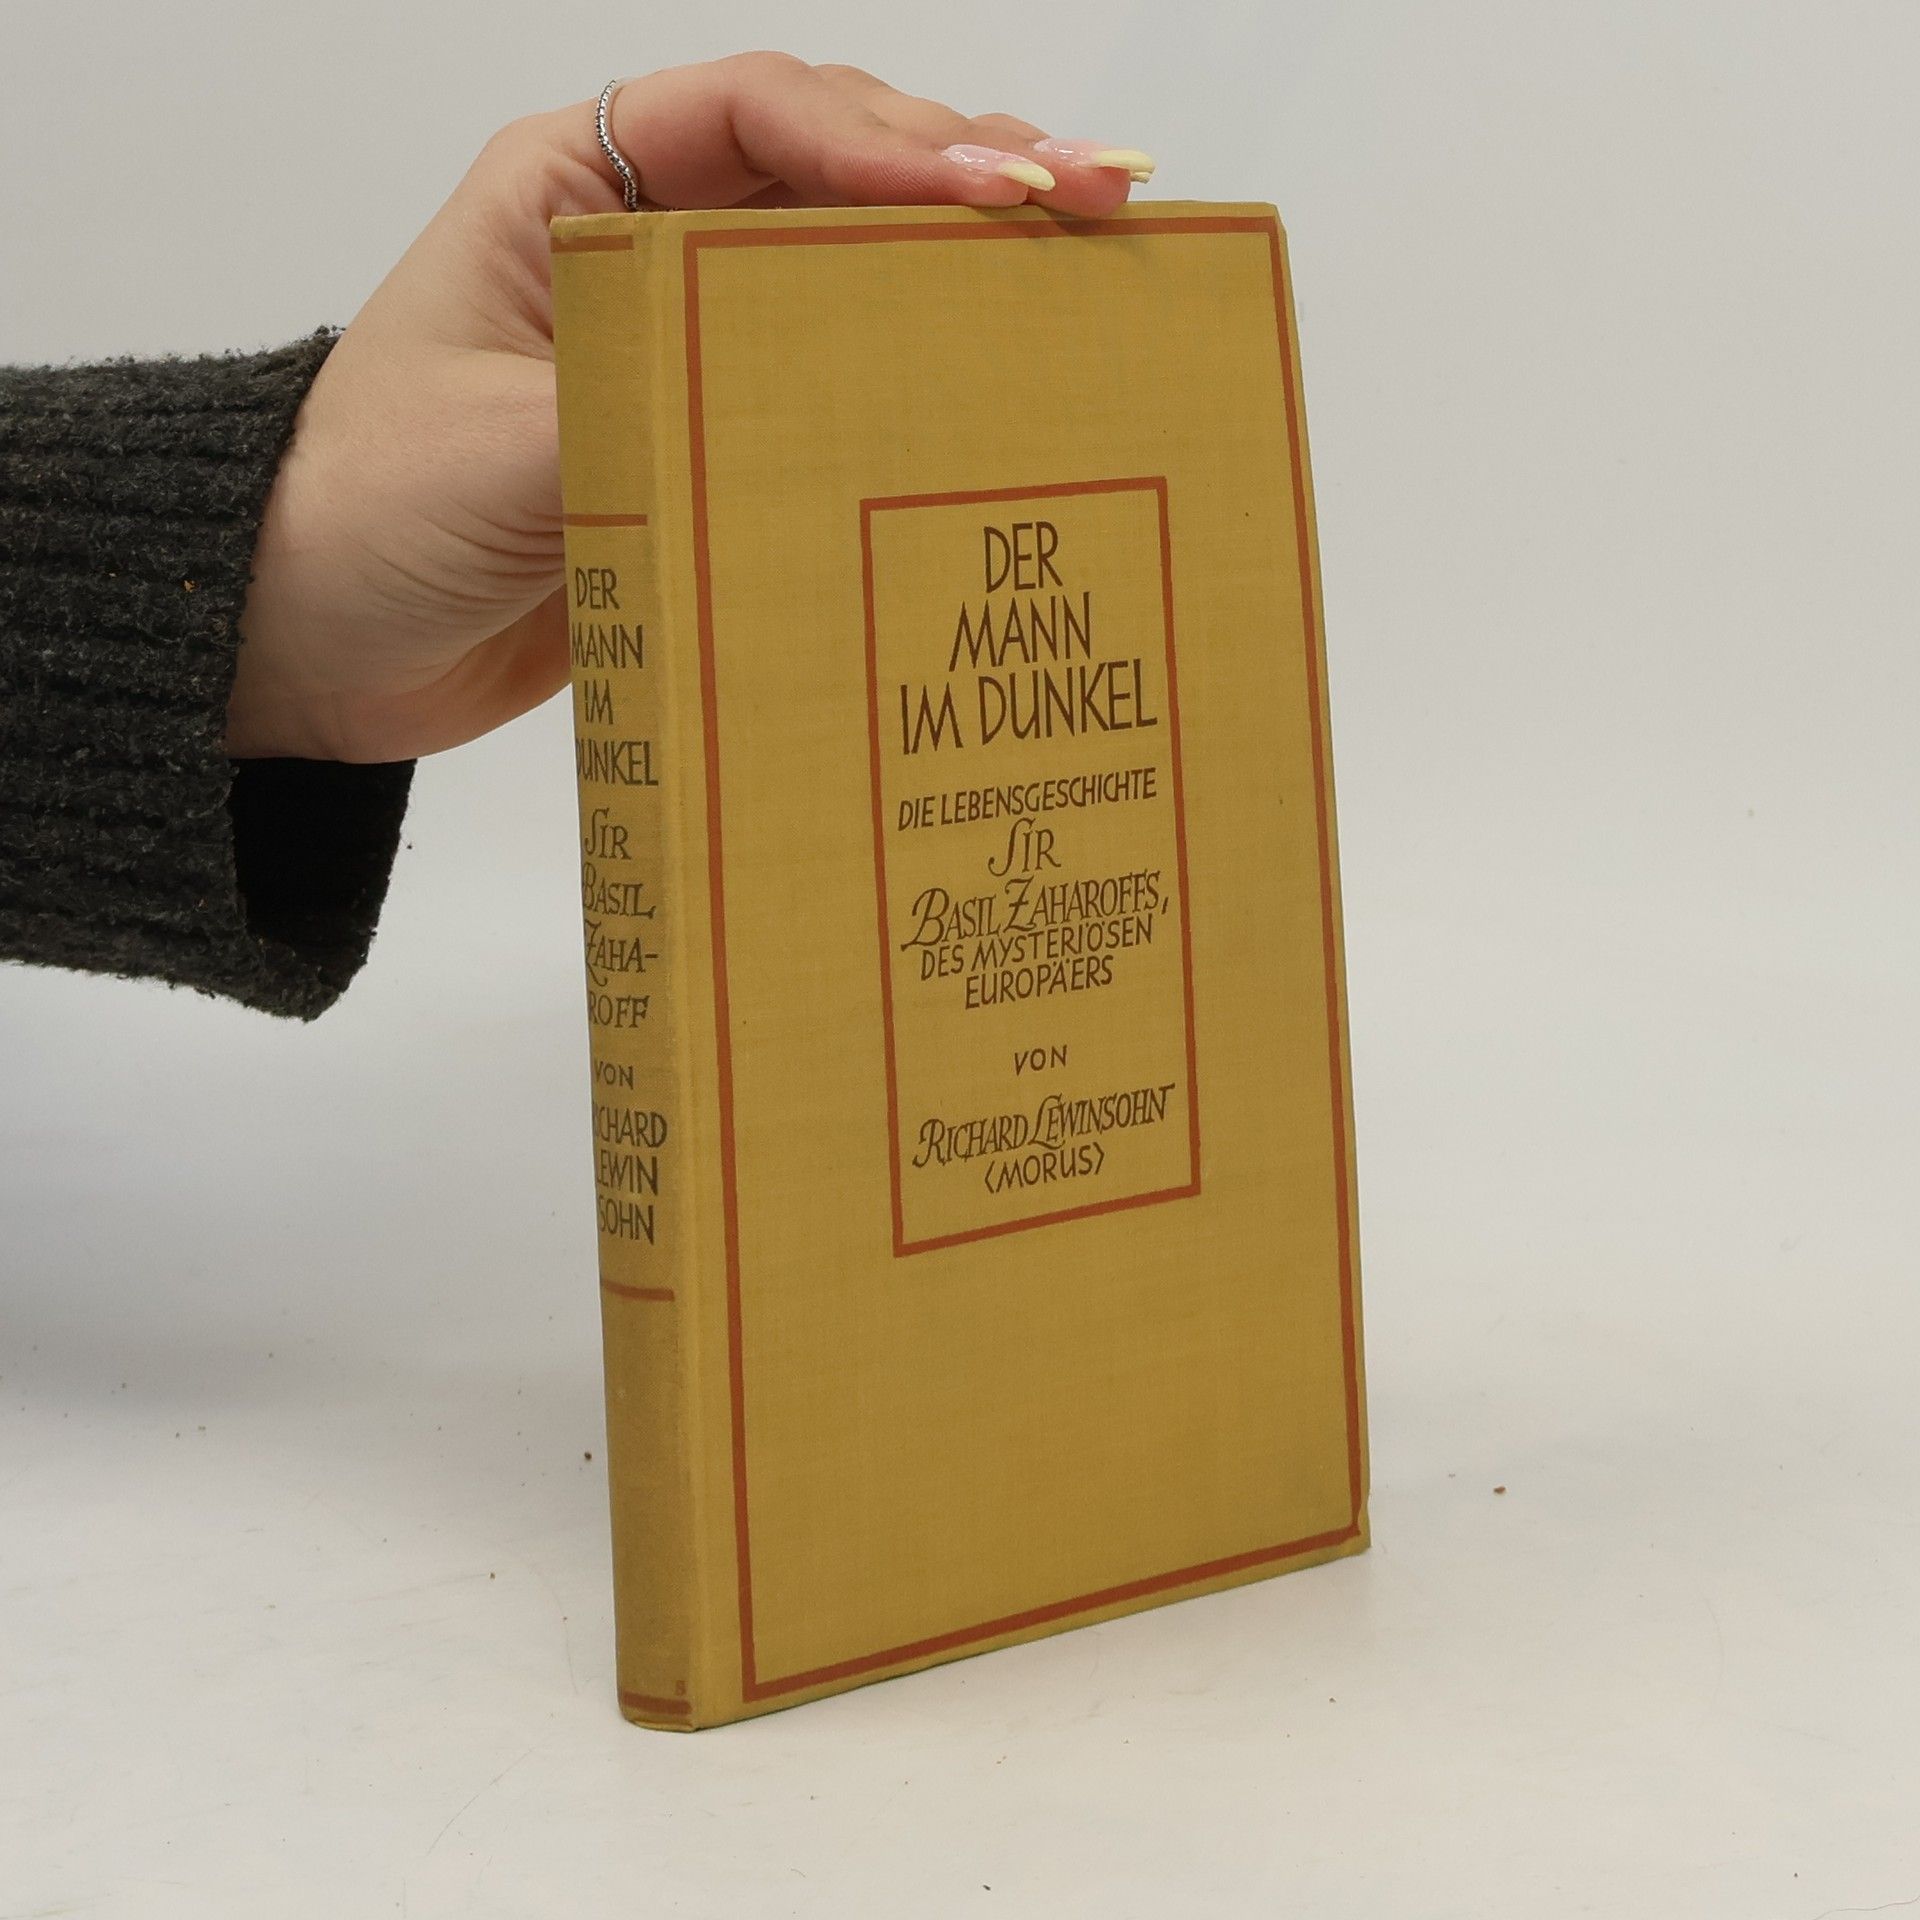 DER
MANN
IM DUNKEL
DIE LEBENSGESCHICHTE
SIR
BASIL ZAHAROFFS,
DES MYSTERIÖSEN
EUROPÄERS
VON
RICHARD LEWINSOHN
<MORUS>
DER
MANN
IM
DUNKEL
SIR
BASIL
ZAHA-
ROFF
VON
RICHARD
LEWIN
SOHN
S